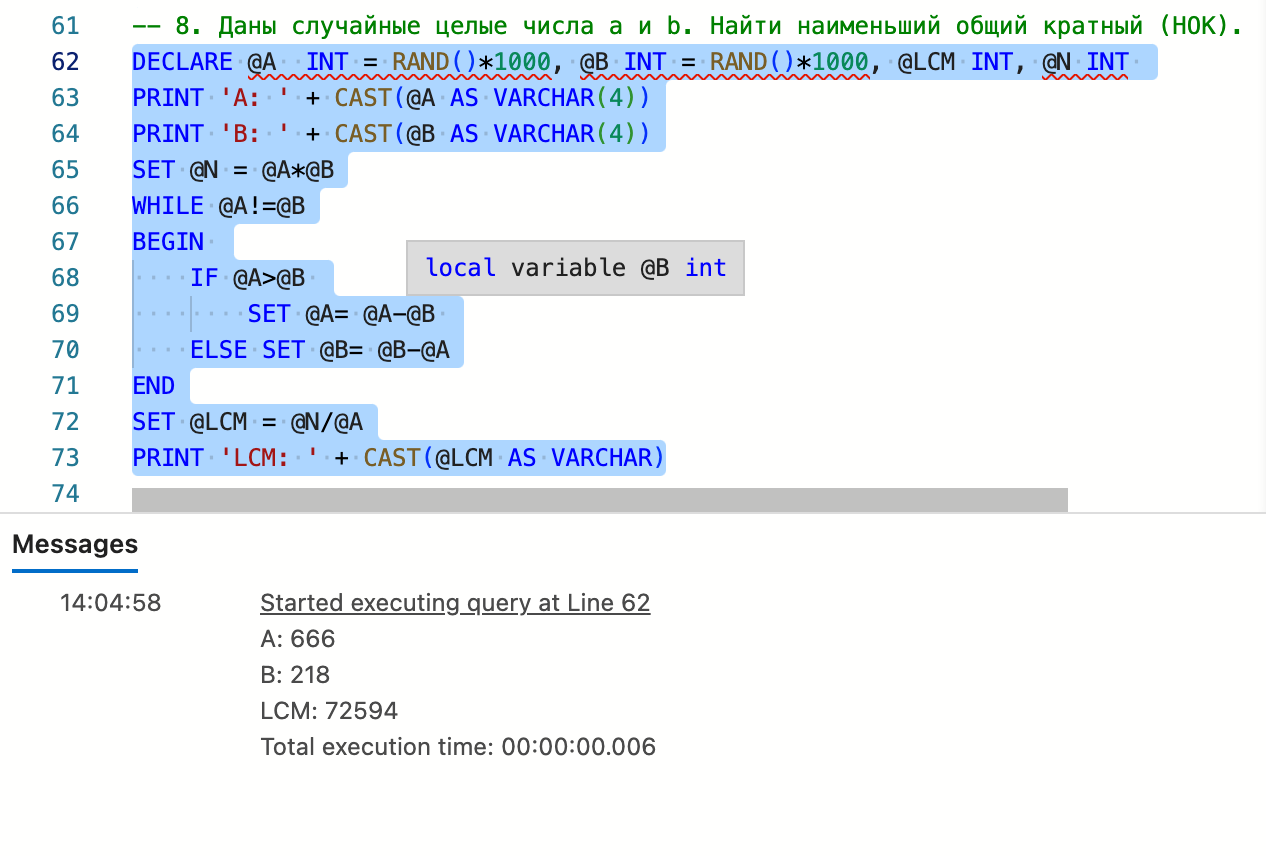 61 -- 8. Даны случайные целые числа a и b. Найти наименьший общий кратный (НОК).
62 DECLARE @A  INT = RAND()*1000, @B INT = RAND()*1000, @LCM INT, @N INT
63 PRINT 'A: ' + CAST(@A AS VARCHAR(4))
64 PRINT 'B: ' + CAST(@B AS VARCHAR(4))
65 SET @N = @A*@B
66 WHILE @A!=@B
67 BEGIN
local variable @B int
68     IF @A>@B
69         SET @A= @A-@B
70     ELSE SET @B= @B-@A
71 END
72 SET @LCM = @N/@A
73 PRINT 'LCM: ' + CAST(@LCM AS VARCHAR)
74
Messages
14:04:58 Started executing query at Line 62
A: 666
B: 218
LCM: 72594
Total execution time: 00:00:00.006